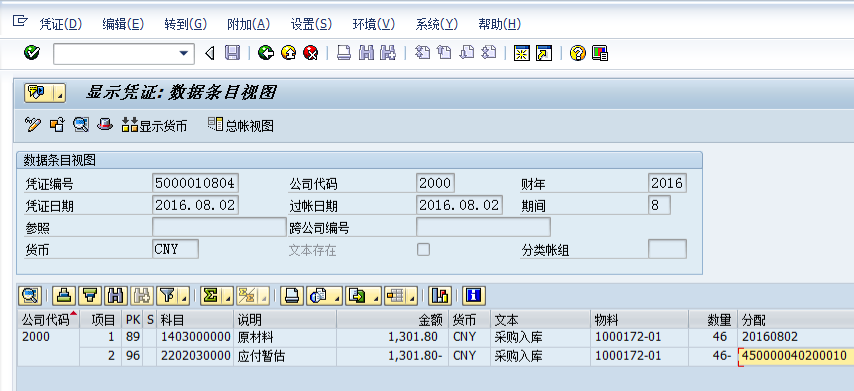 凭证(D) 编辑(E) 转到(G) 附加(A) 设置(S) 环境(V) 系统(Y) 帮助(H)
显示凭证: 数据条目视图
显示货币 总帐视图
数据条目视图
凭证编号 5000010804 公司代码 2000 财年 2016
凭证日期 2016.08.02 过帐日期 2016.08.02 期间 8
参照 跨公司编号
货币 CNY 文本存在 分类帐组
公司代码 项目 PK S 科目 说明 金额 货币 文本 物料 数量 分配
2000 1 89 1403000000 原材料 1,301.80 CNY 采购入库 1000172-01 46 20160802
2 96 2202030000 应付暂估 1,301.80- CNY 采购入库 1000172-01 46- 450000040200010